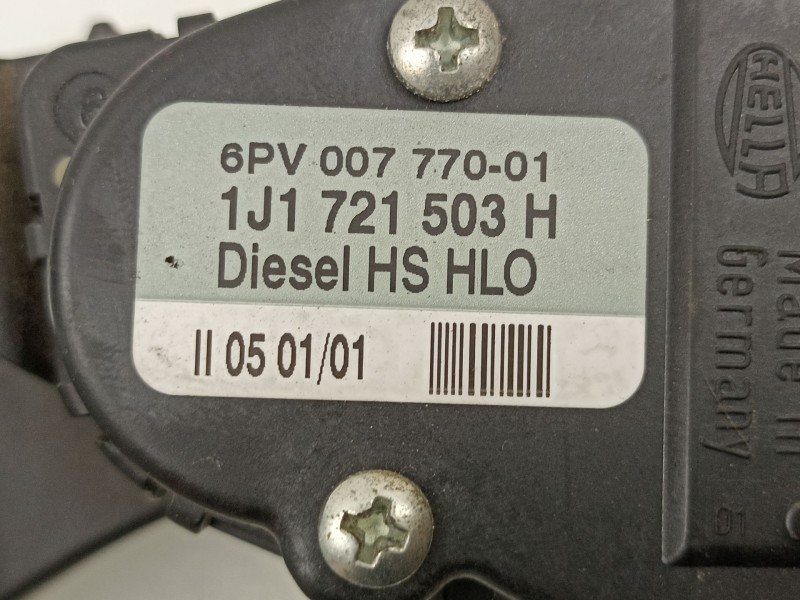 6PV 007 770-01
1J1 721 503 H
Diesel HS HLO
II 05 01/01
HELLA
Made in
Germany
01